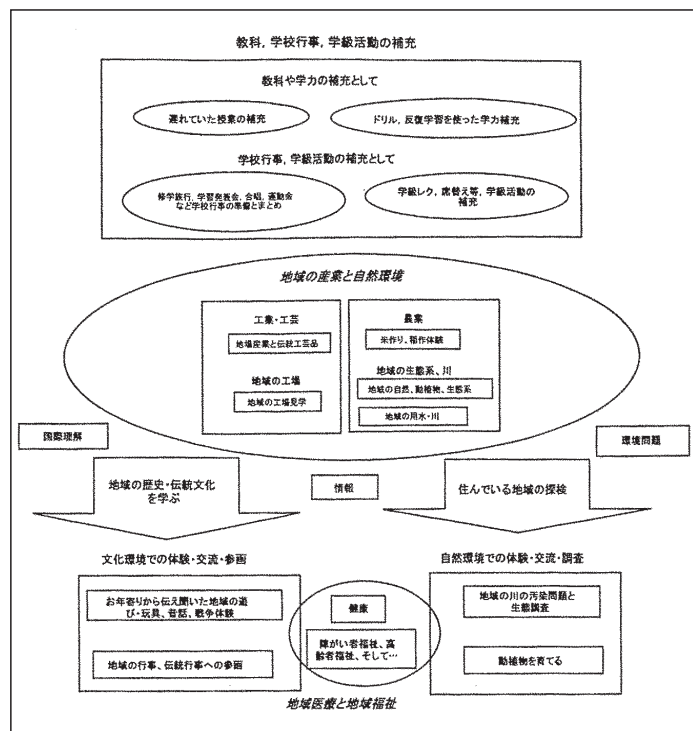 教科, 学校行事, 学級活動の補充
教科や学力の補充として
遅れていた授業の補充
ドリル, 反復学習を使った学力補充
学校行事, 学級活動の補充として
修学旅行, 学習発表会, 合唱, 運動会
など学校行事の準備とまとめ
学級レク, 席替え等, 学級活動の
補充
地域の産業と自然環境
工業・工芸
地場産業と伝統工芸品
地域の工場
地域の工場見学
農業
米作り, 稲作体験
地域の生態系、川
地域の自然、動植物、生態系
地域の用水・川
国際理解
環境問題
地域の歴史・伝統文化
を学ぶ
情報
住んでいる地域の探検
文化環境での体験・交流・参画
自然環境での体験・交流・調査
お年寄りから伝え聞いた地域の遊
び・玩具、昔話、戦争体験
地域の行事、伝統行事への参画
健康
障がい者福祉、高
齢者福祉、そして…
地域の川の汚染問題と
生態調査
動植物を育てる
地域医療と地域福祉